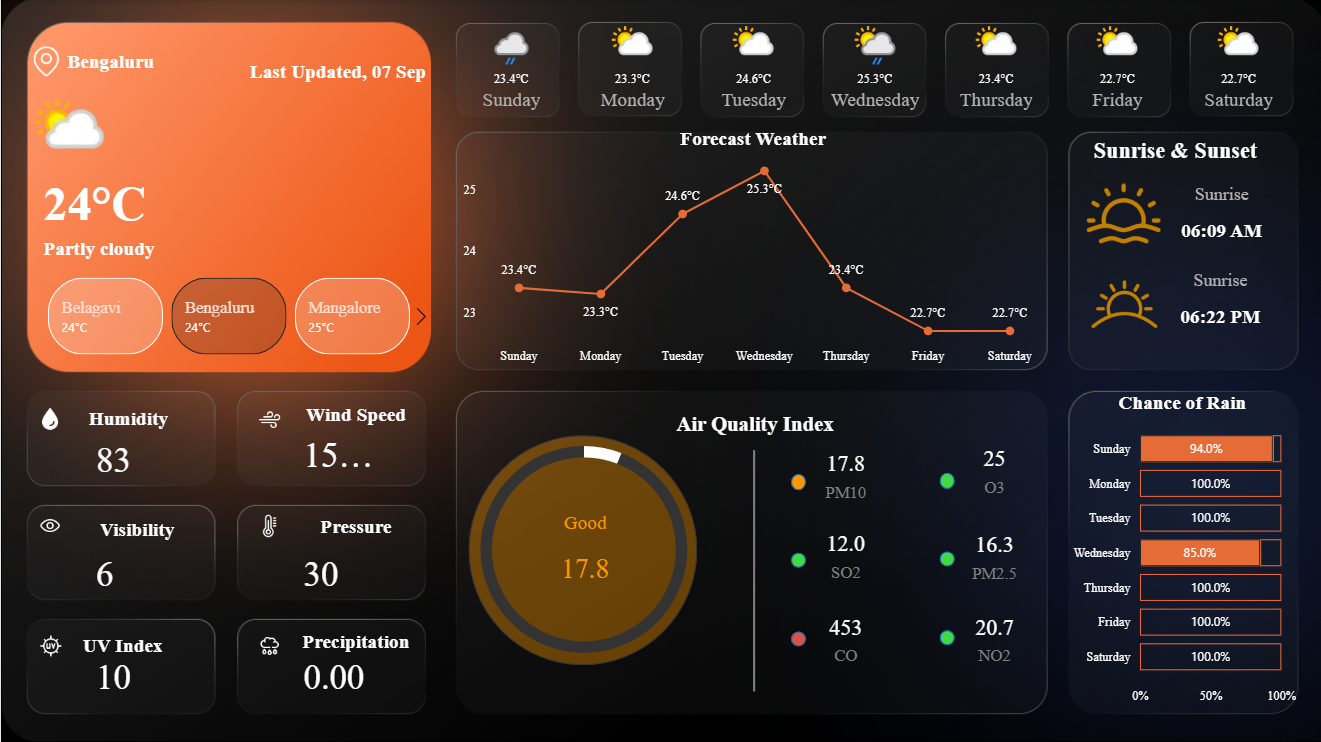 Bengaluru
Last Updated, 07 Sep
24°C
Partly cloudy
Belagavi
24°C
Bengaluru
24°C
Mangalore
25°C
23.4°C
Sunday
23.3°C
Monday
24.6°C
Tuesday
25.3°C
Wednesday
23.4°C
Thursday
22.7°C
Friday
22.7°C
Saturday
Forecast Weather
25
24
23
23.4°C
23.3°C
24.6°C
25.3°C
23.4°C
22.7°C
22.7°C
Sunday
Monday
Tuesday
Wednesday
Thursday
Friday
Saturday
Sunrise & Sunset
Sunrise
06:09 AM
Sunrise
06:22 PM
Humidity
83
Wind Speed
15...
Visibility
6
Pressure
30
UV
UV Index
10
Precipitation
0.00
Air Quality Index
Good
17.8
17.8
PM10
25
O3
12.0
SO2
16.3
PM2.5
453
CO
20.7
NO2
Chance of Rain
Sunday 94.0%
Monday 100.0%
Tuesday 100.0%
Wednesday 85.0%
Thursday 100.0%
Friday 100.0%
Saturday 100.0%
0% 50% 100%